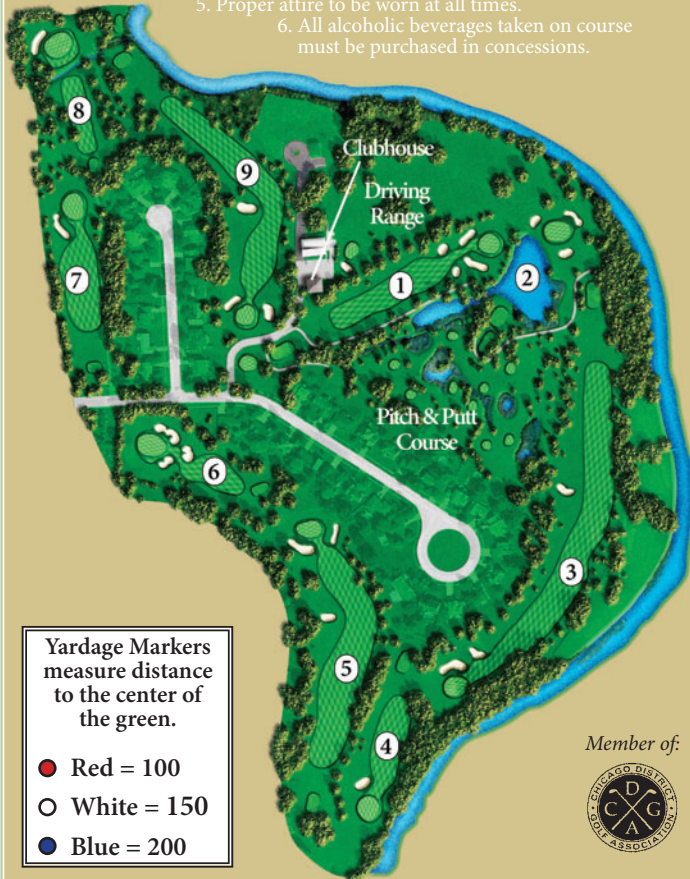 5. Proper attire to be worn at all times.
6. All alcoholic beverages taken on course
must be purchased in concessions.
8
9
Clubhouse
Driving
Range
7
1
2
Pitch & Putt
Course
6
3
5
4
Yardage Markers
measure distance
to the center of
the green.
Red = 100
White = 150
Blue = 200
Member of:
CHICAGO DISTRICT
GOLF ASSOCIATION
C D G A